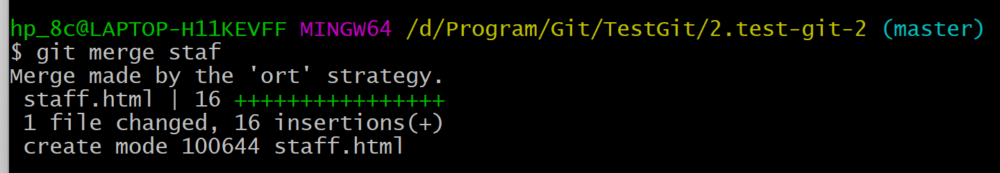 hp_8c@LAPTOP-H11KEVFF MINGW64 /d/Program/Git/TestGit/2.test-git-2 (master)
$ git merge staf
Merge made by the 'ort' strategy.
 staff.html | 16 ++++++++++++++++
 1 file changed, 16 insertions(+)
 create mode 100644 staff.html